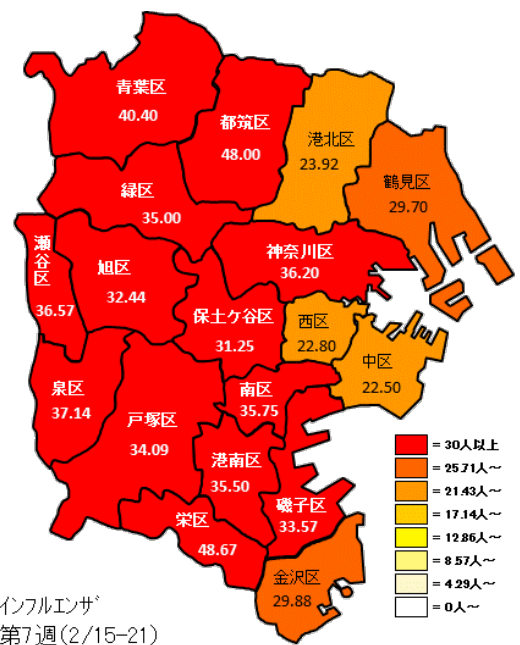 青葉区
40.40
都筑区
48.00
港北区
23.92
鶴見区
29.70
緑区
35.00
神奈川区
36.20
瀬谷区
36.57
旭区
32.44
保土ケ谷区
31.25
西区
22.80
中区
22.50
泉区
37.14
戸塚区
34.09
南区
35.75
港南区
35.50
磯子区
33.57
栄区
48.67
金沢区
29.88
= 30人以上
= 25.71人～
= 21.43人～
= 17.14人～
= 12.86人～
= 8.57人～
= 4.29人～
= 0人～
インフルエンザ
第7週(2/15-21)